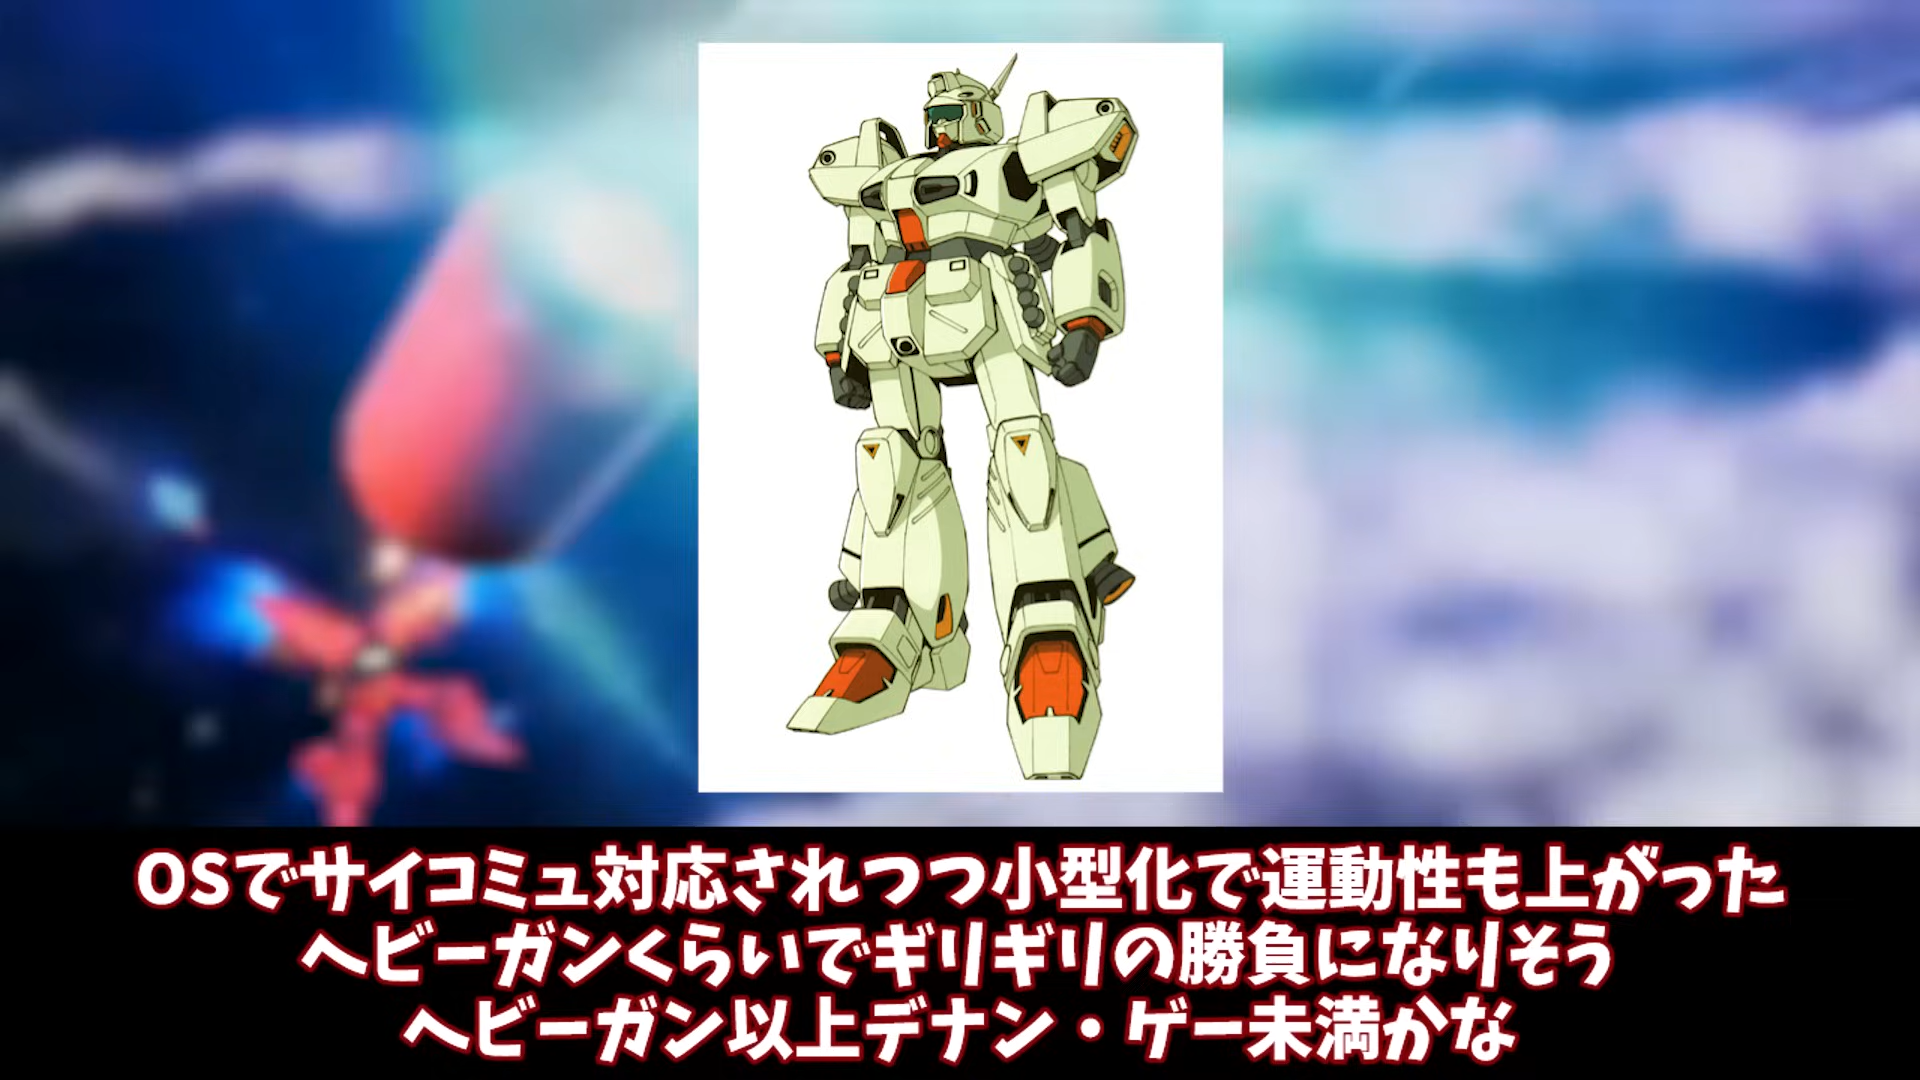 OSでサイコミュ対応されつつ小型化で運動性も上がった
ヘビーガンくらいでギリギリの勝負になりそう
ヘビーガン以上デナン・ゲー未満かな